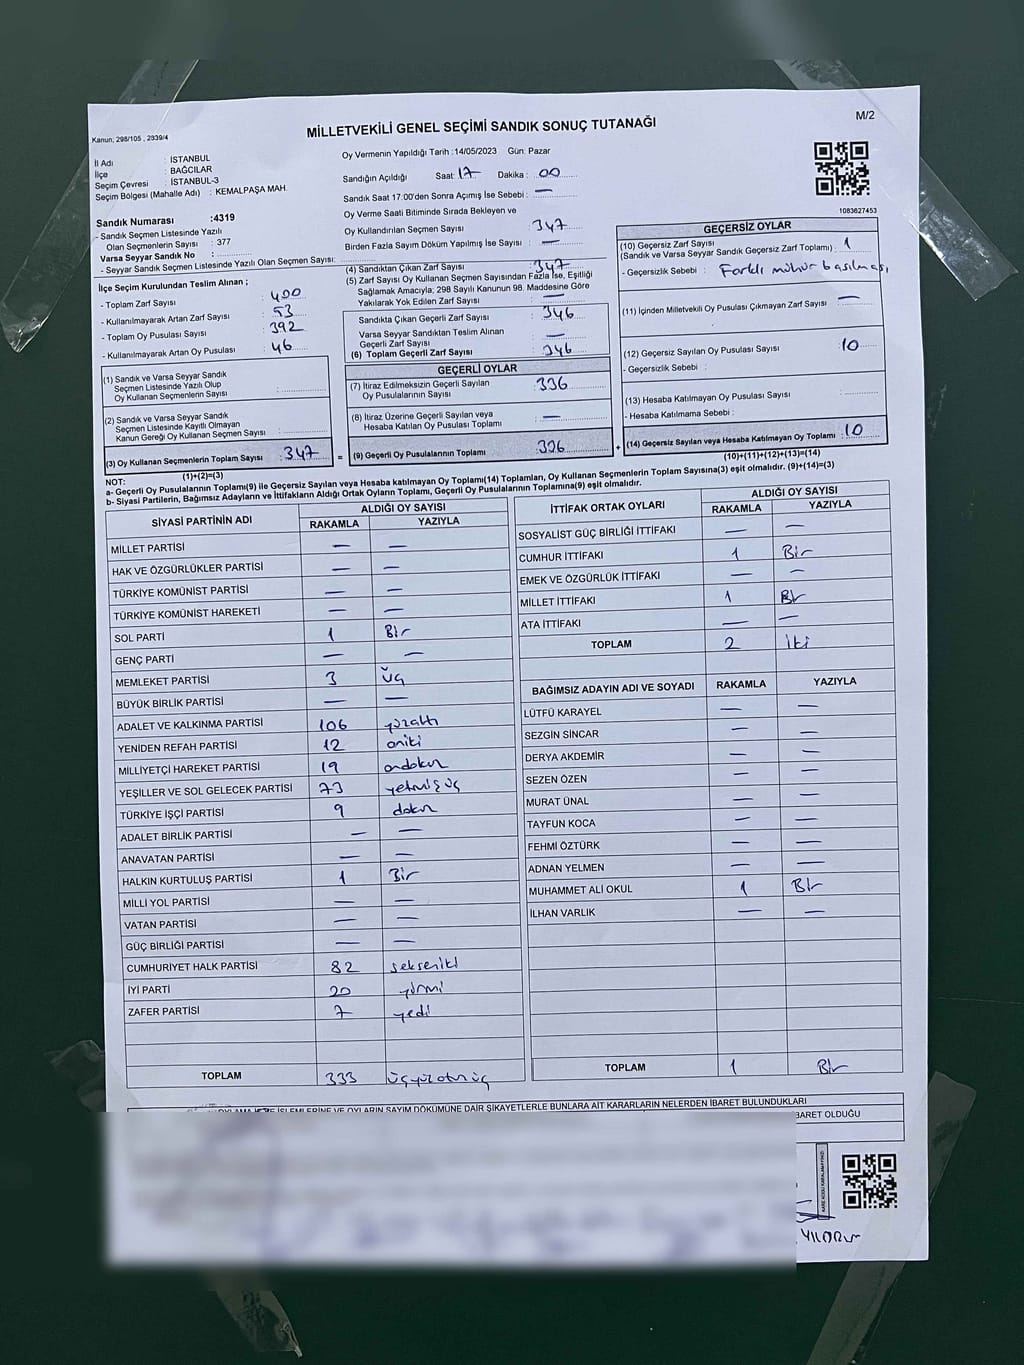 Kanun; 298/105 , 2839/4
MİLLETVEKİLİ GENEL SEÇİMİ SANDIK SONUÇ TUTANAĞI
M/2
İl Adı : İSTANBUL
İlçe : BAĞCILAR
Seçim Çevresi : İSTANBUL-3
Seçim Bölgesi (Mahalle Adı) : KEMALPAŞA MAH.
Sandık Numarası :4319
- Sandık Seçmen Listesinde Yazılı
Olan Seçmenlerin Sayısı : 377
Varsa Seyyar Sandık No :
- Seyyar Sandık Seçmen Listesinde Yazılı Olan Seçmen Sayısı:
İlçe Seçim Kurulundan Teslim Alınan ;
- Toplam Zarf Sayısı : 400
- Kullanılmayarak Artan Zarf Sayısı : 53
- Toplam Oy Pusulası Sayısı : 392
- Kullanılmayarak Artan Oy Pusulası : 46
(1) Sandık ve Varsa Seyyar Sandık
Seçmen Listesinde Yazılı Olup
Oy Kullanan Seçmenlerin Sayısı :
(2) Sandık ve Varsa Seyyar Sandık
Seçmen Listesinde Kayıtlı Olmayan
Kanun Gereği Oy Kullanan Seçmen Sayısı :
(3) Oy Kullanan Seçmenlerin Toplam Sayısı : 347
(1)+(2)=(3)
Oy Vermenin Yapıldığı Tarih :14/05/2023 Gün: Pazar
Sandığın Açıldığı Saat: 17 Dakika : 00
Sandık Saat 17:00'den Sonra Açımış İse Sebebi : —
Oy Verme Saati Bitiminde Sırada Bekleyen ve
Oy Kullandırılan Seçmen Sayısı : 347
Birden Fazla Sayım Döküm Yapılmış İse Sayısı : —
(4) Sandıktan Çıkan Zarf Sayısı : 347
(5) Zarf Sayısı Oy Kullanan Seçmen Sayısından Fazla İse, Eşitliği
Sağlamak Amacıyla; 298 Sayılı Kanunun 98. Maddesine Göre
Yakılarak Yok Edilen Zarf Sayısı : —
Sandıkta Çıkan Geçerli Zarf Sayısı : 346
Varsa Seyyar Sandıktan Teslim Alınan
Geçerli Zarf Sayısı : —
(6) Toplam Geçerli Zarf Sayısı : 346
GEÇERLİ OYLAR
(7) İtiraz Edilmeksizin Geçerli Sayılan
Oy Pusulalarının Sayısı : 336
(8) İtiraz Üzerine Geçerli Sayılan veya
Hesaba Katılan Oy Pusulası Toplamı : —
= (9) Geçerli Oy Pusulalarının Toplamı : 336
1083627453
GEÇERSİZ OYLAR
(10) Geçersiz Zarf Sayısı : 1
(Sandık ve Varsa Seyyar Sandık Geçersiz Zarf Toplamı)
- Geçersizlik Sebebi : Farklı mühür basılması
(11) İçinden Milletvekili Oy Pusulası Çıkmayan Zarf Sayısı : —
(12) Geçersiz Sayılan Oy Pusulası Sayısı : 10
- Geçersizlik Sebebi :
(13) Hesaba Katılmayan Oy Pusulası Sayısı :
- Hesaba Katılmama Sebebi :
+ (14) Geçersiz Sayılan veya Hesaba Katılmayan Oy Toplamı : 10
(10)+(11)+(12)+(13)=(14)
NOT:
a- Geçerli Oy Pusulalarının Toplamı(9) ile Geçersiz Sayılan veya Hesaba katılmayan Oy Toplamı(14) Toplamları, Oy Kullanan Seçmenlerin Toplam Sayısına(3) eşit olmalıdır. (9)+(14)=(3)
b- Siyasi Partilerin, Bağımsız Adayların ve İttifakların Aldığı Ortak Oyların Toplamı, Geçerli Oy Pusulalarının Toplamına(9) eşit olmalıdır.
SİYASİ PARTİNİN ADI ALDIĞI OY SAYISI
RAKAMLA YAZIYLA
MİLLET PARTİSİ — —
HAK VE ÖZGÜRLÜKLER PARTİSİ — —
TÜRKİYE KOMÜNİST PARTİSİ — —
TÜRKİYE KOMÜNİST HAREKETİ — —
SOL PARTİ 1 Bir
GENÇ PARTİ — —
MEMLEKET PARTİSİ 3 üç
BÜYÜK BİRLİK PARTİSİ — —
ADALET VE KALKINMA PARTİSİ 106 yüzaltı
YENİDEN REFAH PARTİSİ 12 oniki
MİLLİYETÇİ HAREKET PARTİSİ 19 ondokuz
YEŞİLLER VE SOL GELECEK PARTİSİ 73 yetmişüç
TÜRKİYE İŞÇİ PARTİSİ 9 dokuz
ADALET BİRLİK PARTİSİ — —
ANAVATAN PARTİSİ — —
HALKIN KURTULUŞ PARTİSİ 1 Bir
MİLLİ YOL PARTİSİ — —
VATAN PARTİSİ — —
GÜÇ BİRLİĞİ PARTİSİ — —
CUMHURİYET HALK PARTİSİ 82 sekseniki
İYİ PARTİ 20 yirmi
ZAFER PARTİSİ 7 yedi
TOPLAM 333 üçyüzotuzüç
İTTİFAK ORTAK OYLARI ALDIĞI OY SAYISI
RAKAMLA YAZIYLA
SOSYALİST GÜÇ BİRLİĞİ İTTİFAKI — —
CUMHUR İTTİFAKI 1 Bir
EMEK VE ÖZGÜRLÜK İTTİFAKI — —
MİLLET İTTİFAKI 1 Bir
ATA İTTİFAKI — —
TOPLAM 2 iki
BAĞIMSIZ ADAYIN ADI VE SOYADI RAKAMLA YAZIYLA
LÜTFÜ KARAYEL — —
SEZGİN SİNCAR — —
DERYA AKDEMİR — —
SEZEN ÖZEN — —
MURAT ÜNAL — —
TAYFUN KOCA — —
FEHMİ ÖZTÜRK — —
ADNAN YELMEN — —
MUHAMMET ALİ OKUL 1 Bir
İLHAN VARLIK — —
TOPLAM 1 Bir
İŞLEMLERİNE VE OYLARIN SAYIM DÖKÜMÜNE DAİR ŞİKAYETLERLE BUNLARA AİT KARARLARIN NELERDEN İBARET BULUNDUKLARI
İBARET OLDUĞU